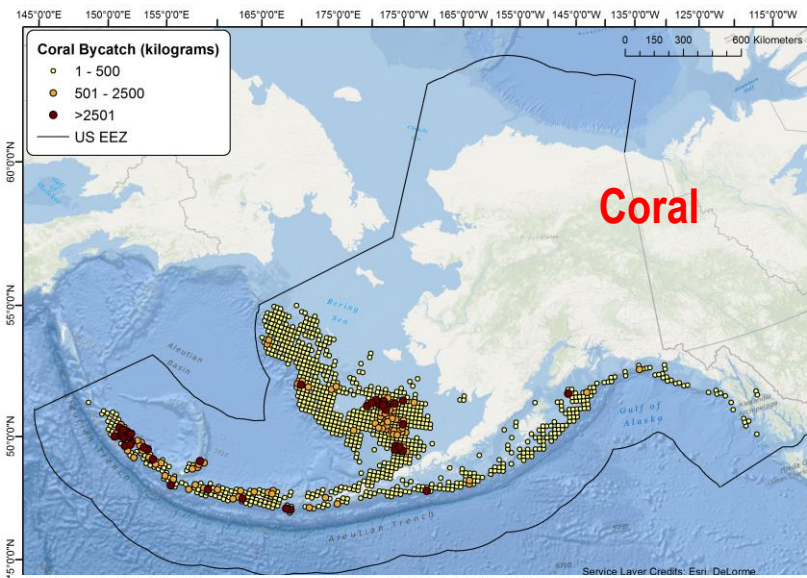 145°0'0"E 150°0'0"E 155°0'0"E 165°0'0"E 175°0'0"E 175°0'0"W 165°0'0"W 155°0'0"W 145°0'0"W 135°0'0"W 125°0'0"W 115°0'0"W
Coral Bycatch (kilograms)
1 - 500
501 - 2500
>2501
US EEZ
0 150 300 600 Kilometers
60°0'0"N
Coral
55°0'0"N
Bering
Sea
Aleutian
Basin
Gulf of
Alaska
50°0'0"N
Aleutian Trench
45°0'0"N
Service Layer Credits: Esri, DeLorme,